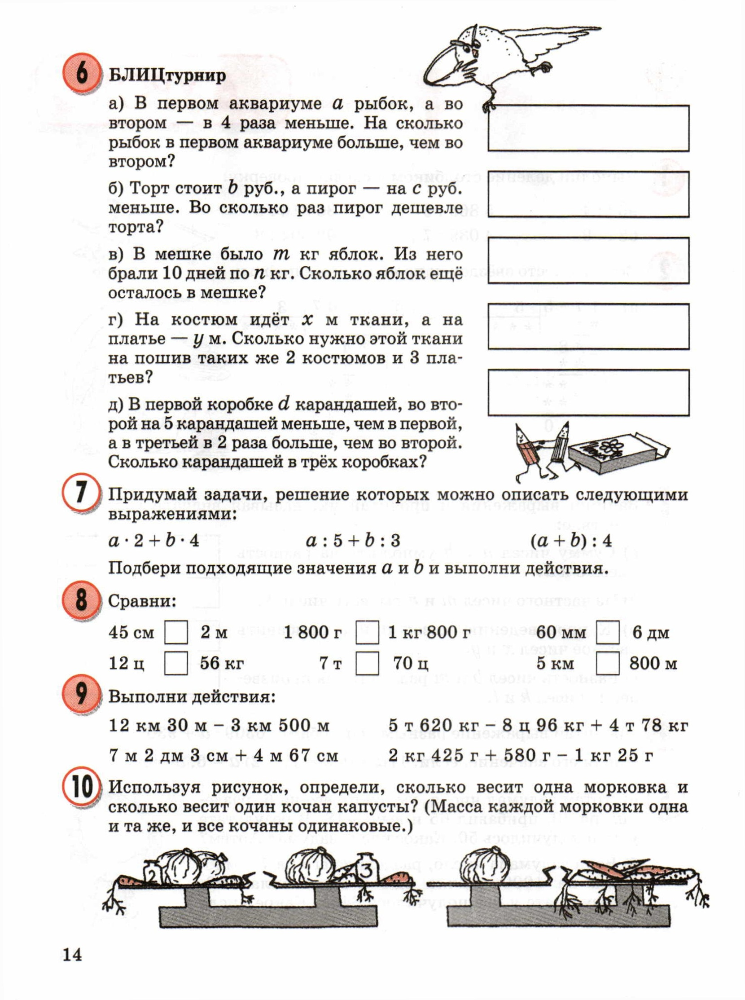 6 БЛИЦтурнир
а) В первом аквариуме a рыбок, а во
втором — в 4 раза меньше. На сколько
рыбок в первом аквариуме больше, чем во
втором?
б) Торт стоит b руб., а пирог — на c руб.
меньше. Во сколько раз пирог дешевле
торта?
в) В мешке было m кг яблок. Из него
брали 10 дней по n кг. Сколько яблок ещё
осталось в мешке?
г) На костюм идёт x м ткани, а на
платье — y м. Сколько нужно этой ткани
на пошив таких же 2 костюмов и 3 пла-
тьев?
д) В первой коробке d карандашей, во вто-
рой на 5 карандашей меньше, чем в первой,
а в третьей в 2 раза больше, чем во второй.
Сколько карандашей в трёх коробках?
7 Придумай задачи, решение которых можно описать следующими
выражениями:
a · 2 + b · 4 a : 5 + b : 3 (a + b) : 4
Подбери подходящие значения a и b и выполни действия.
8 Сравни:
45 см □ 2 м 1 800 г □ 1 кг 800 г 60 мм □ 6 дм
12 ц □ 56 кг 7 т □ 70 ц 5 км □ 800 м
9 Выполни действия:
12 км 30 м − 3 км 500 м 5 т 620 кг − 8 ц 96 кг + 4 т 78 кг
7 м 2 дм 3 см + 4 м 67 см 2 кг 425 г + 580 г − 1 кг 25 г
10 Используя рисунок, определи, сколько весит одна морковка и
сколько весит один кочан капусты? (Масса каждой морковки одна
и та же, и все кочаны одинаковые.)
2 3
14